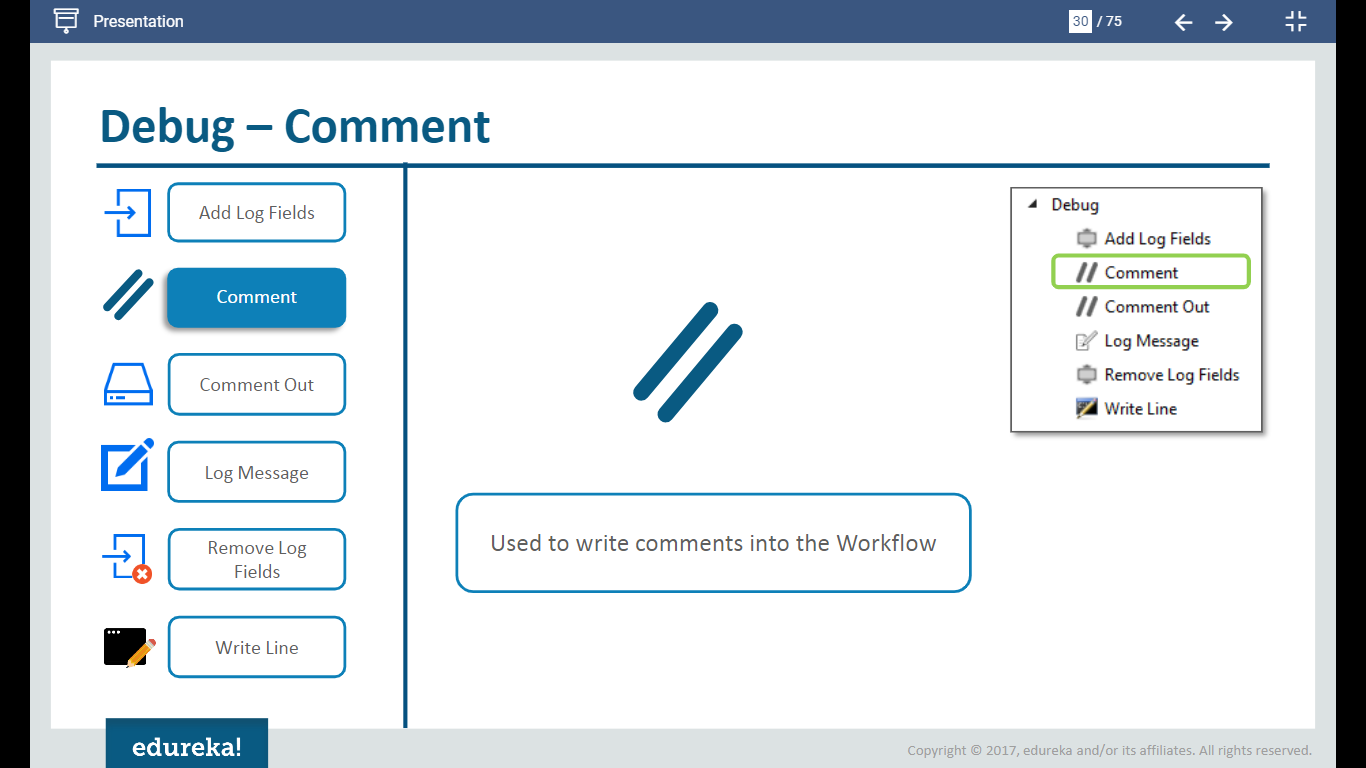 Presentation
30 / 75
Debug – Comment
Add Log Fields
Comment
Comment Out
Log Message
Remove Log
Fields
Write Line
Used to write comments into the Workflow
Debug
Add Log Fields
Comment
Comment Out
Log Message
Remove Log Fields
Write Line
edureka!
Copyright © 2017, edureka and/or its affiliates. All rights reserved.